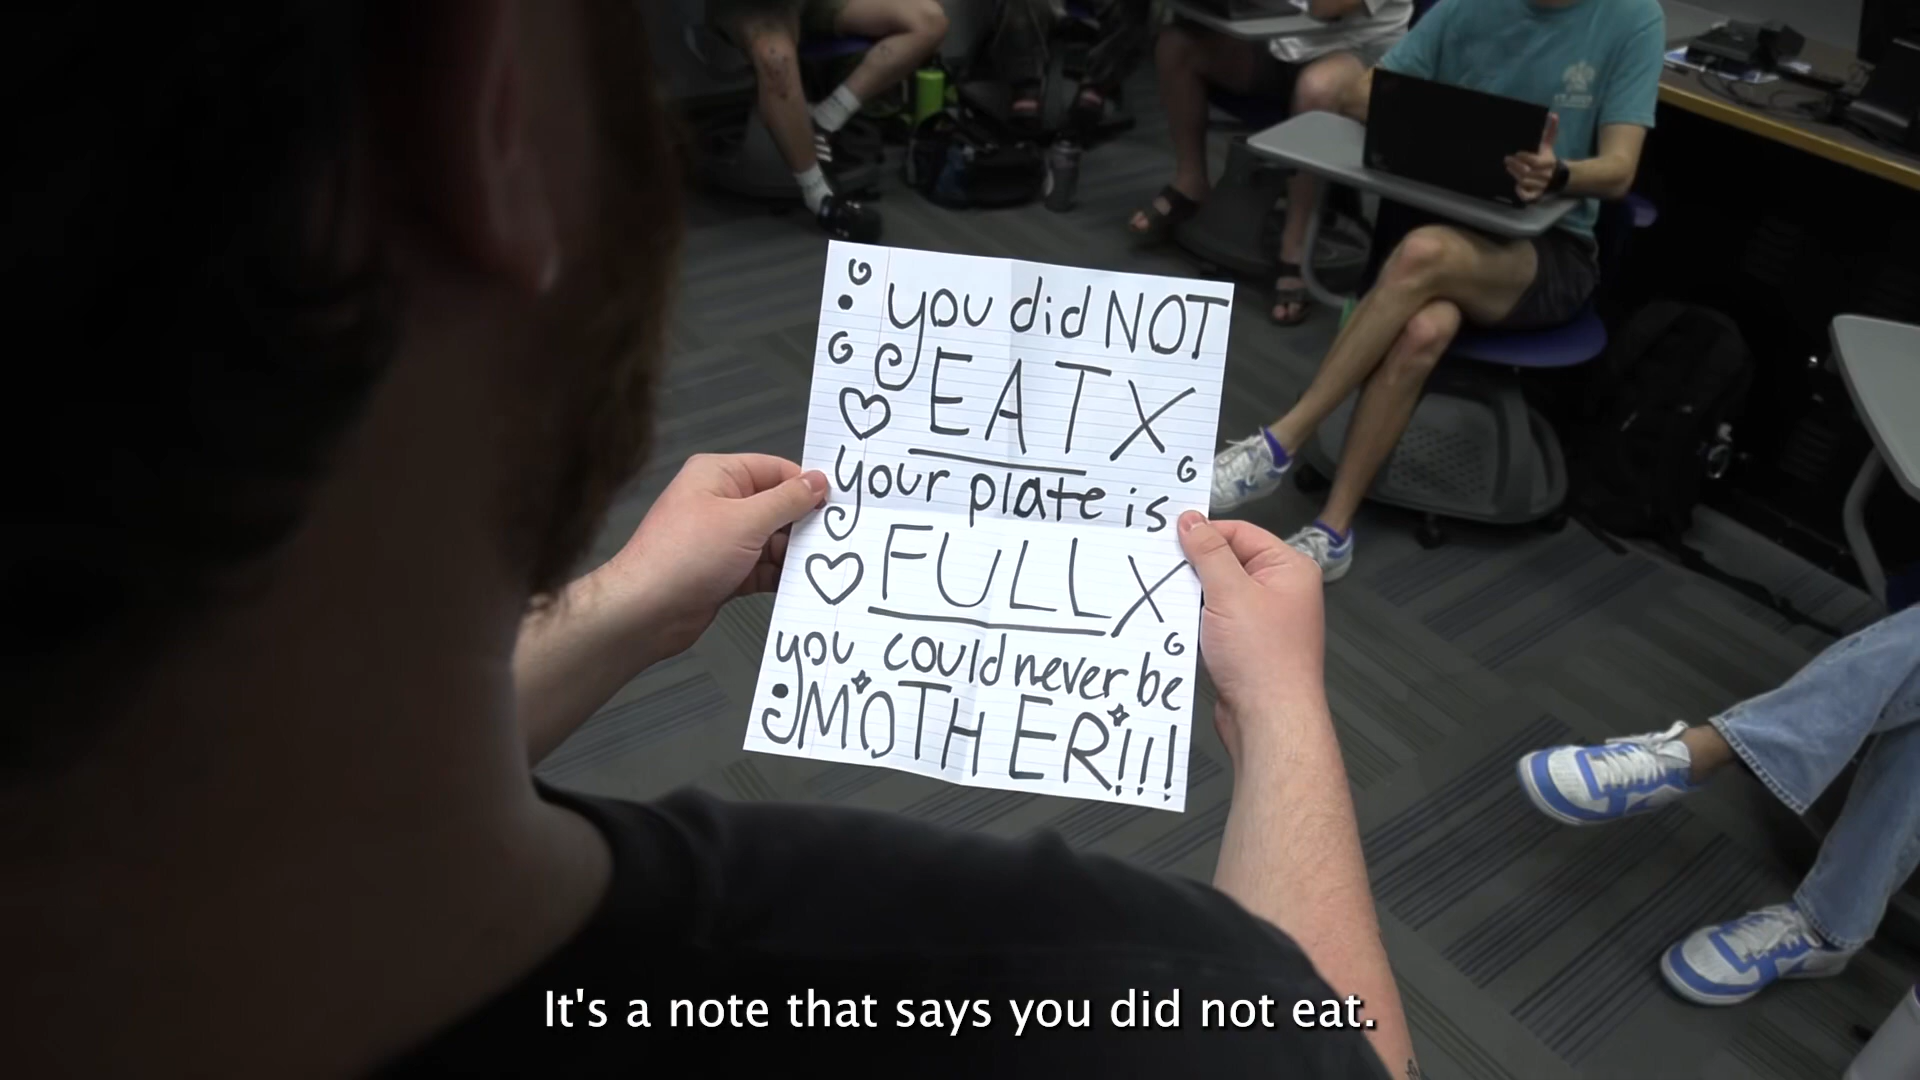 you did NOT
EAT X
your plate is
FULL X
you could never be
MOTHER!!!
It's a note that says you did not eat.